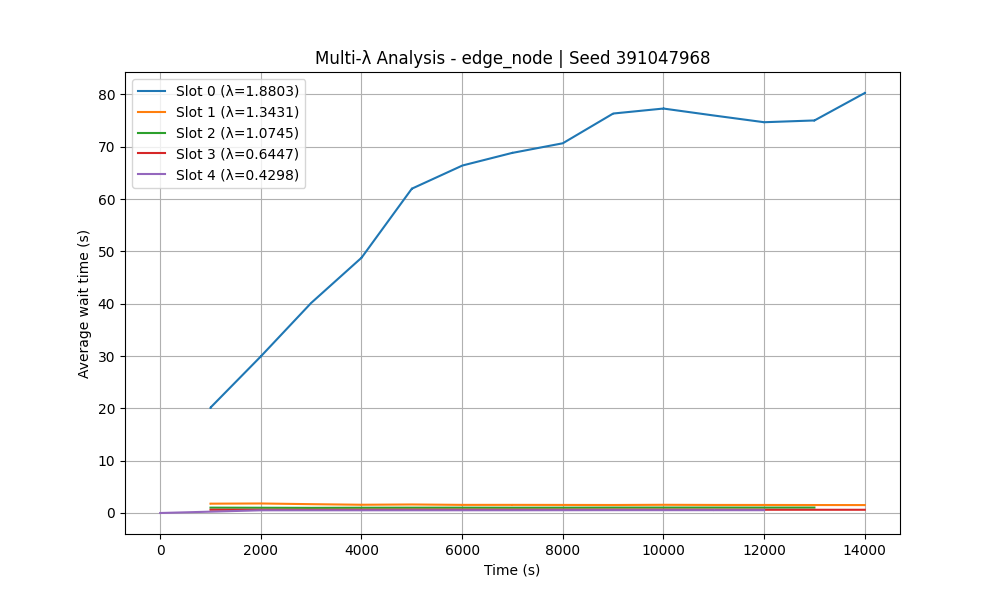 Multi-λ Analysis - edge_node | Seed 391047968
Slot 0 (λ=1.8803)
Slot 1 (λ=1.3431)
Slot 2 (λ=1.0745)
Slot 3 (λ=0.6447)
Slot 4 (λ=0.4298)
Average wait time (s)
80
70
60
50
40
30
20
10
0
0 2000 4000 6000 8000 10000 12000 14000
Time (s)